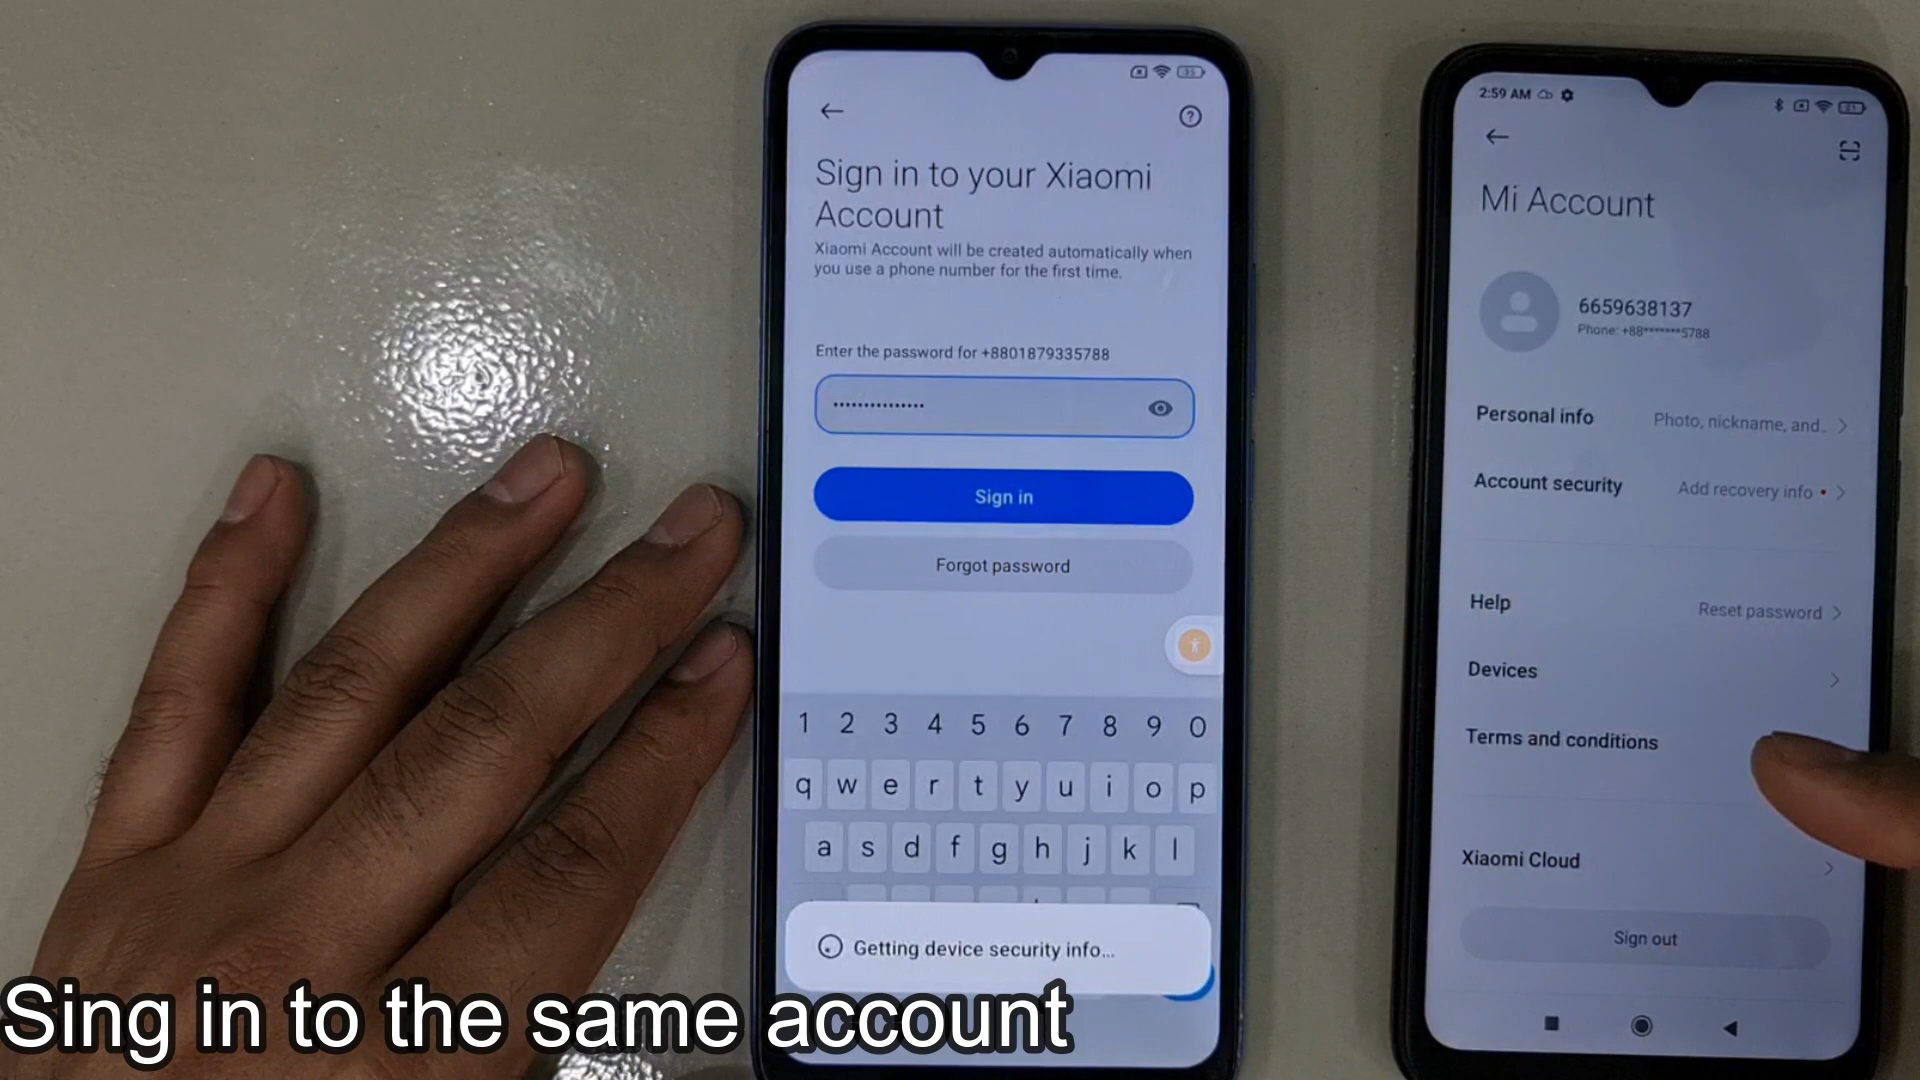 35
Sign in to your Xiaomi
Account
Xiaomi Account will be created automatically when
you use a phone number for the first time.
Enter the password for +8801879335788
•••••••••••••••
Sign in
Forgot password
1 2 3 4 5 6 7 8 9 0
q w e r t y u i o p
a s d f g h j k l
Getting device security info...
2:59 AM
Mi Account
6659638137
Phone: +88*******5788
Personal info Photo, nickname, and..
Account security Add recovery info
Help Reset password
Devices
Terms and conditions
Xiaomi Cloud
Sign out
Sing in to the same account